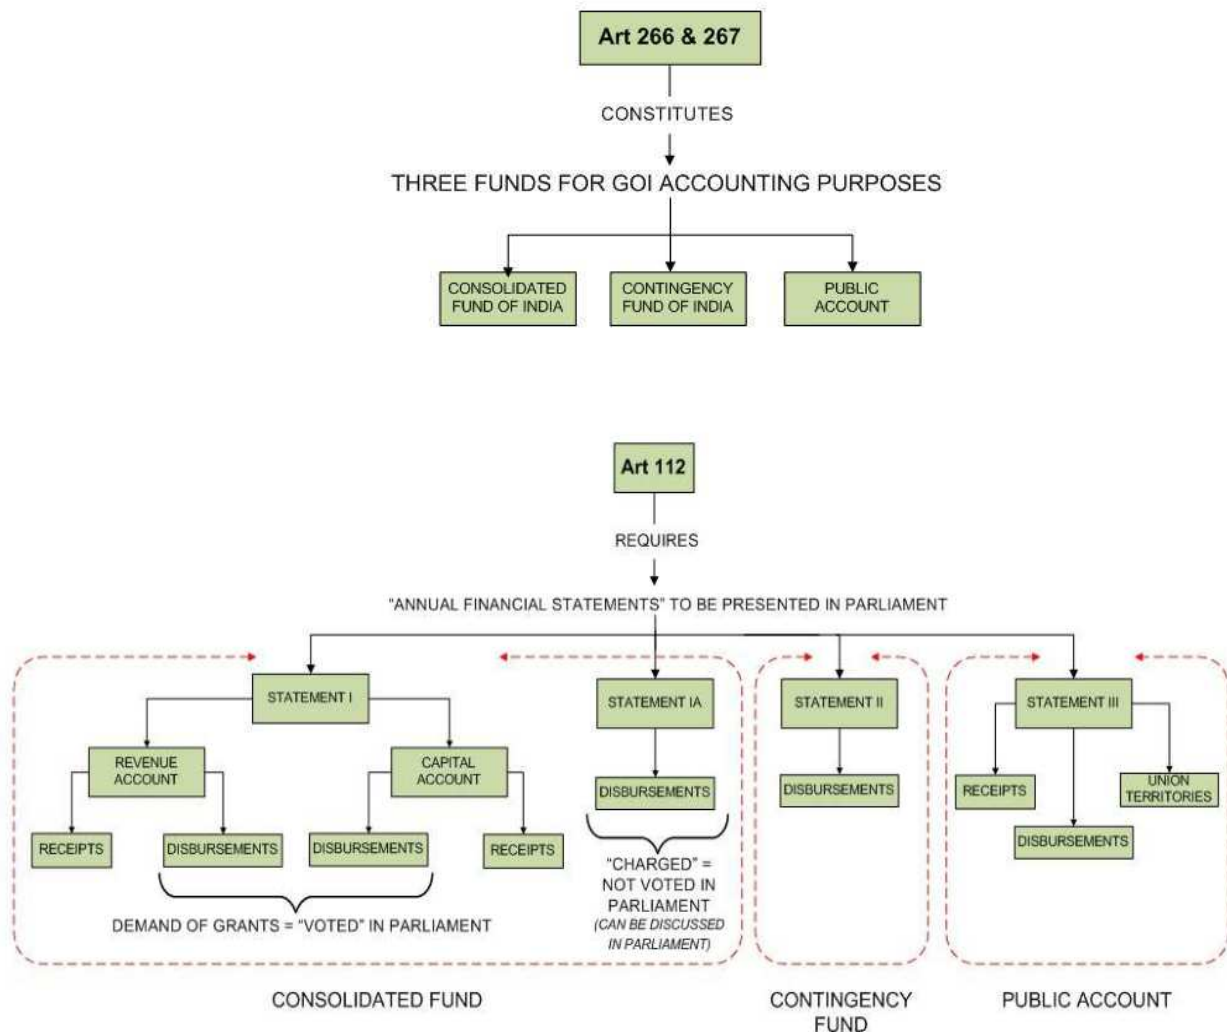 Art 266 & 267
CONSTITUTES
THREE FUNDS FOR GOI ACCOUNTING PURPOSES
CONSOLIDATED
FUND OF INDIA
CONTINGENCY
FUND OF INDIA
PUBLIC
ACCOUNT
Art 112
REQUIRES
"ANNUAL FINANCIAL STATEMENTS" TO BE PRESENTED IN PARLIAMENT
STATEMENT I
STATEMENT IA
STATEMENT II
STATEMENT III
REVENUE
ACCOUNT
CAPITAL
ACCOUNT
DISBURSEMENTS
DISBURSEMENTS
RECEIPTS
UNION
TERRITORIES
RECEIPTS
DISBURSEMENTS
DISBURSEMENTS
RECEIPTS
DISBURSEMENTS
"CHARGED" =
NOT VOTED IN
PARLIAMENT
(CAN BE DISCUSSED
IN PARLIAMENT)
DEMAND OF GRANTS = "VOTED" IN PARLIAMENT
CONSOLIDATED FUND
CONTINGENCY
FUND
PUBLIC ACCOUNT